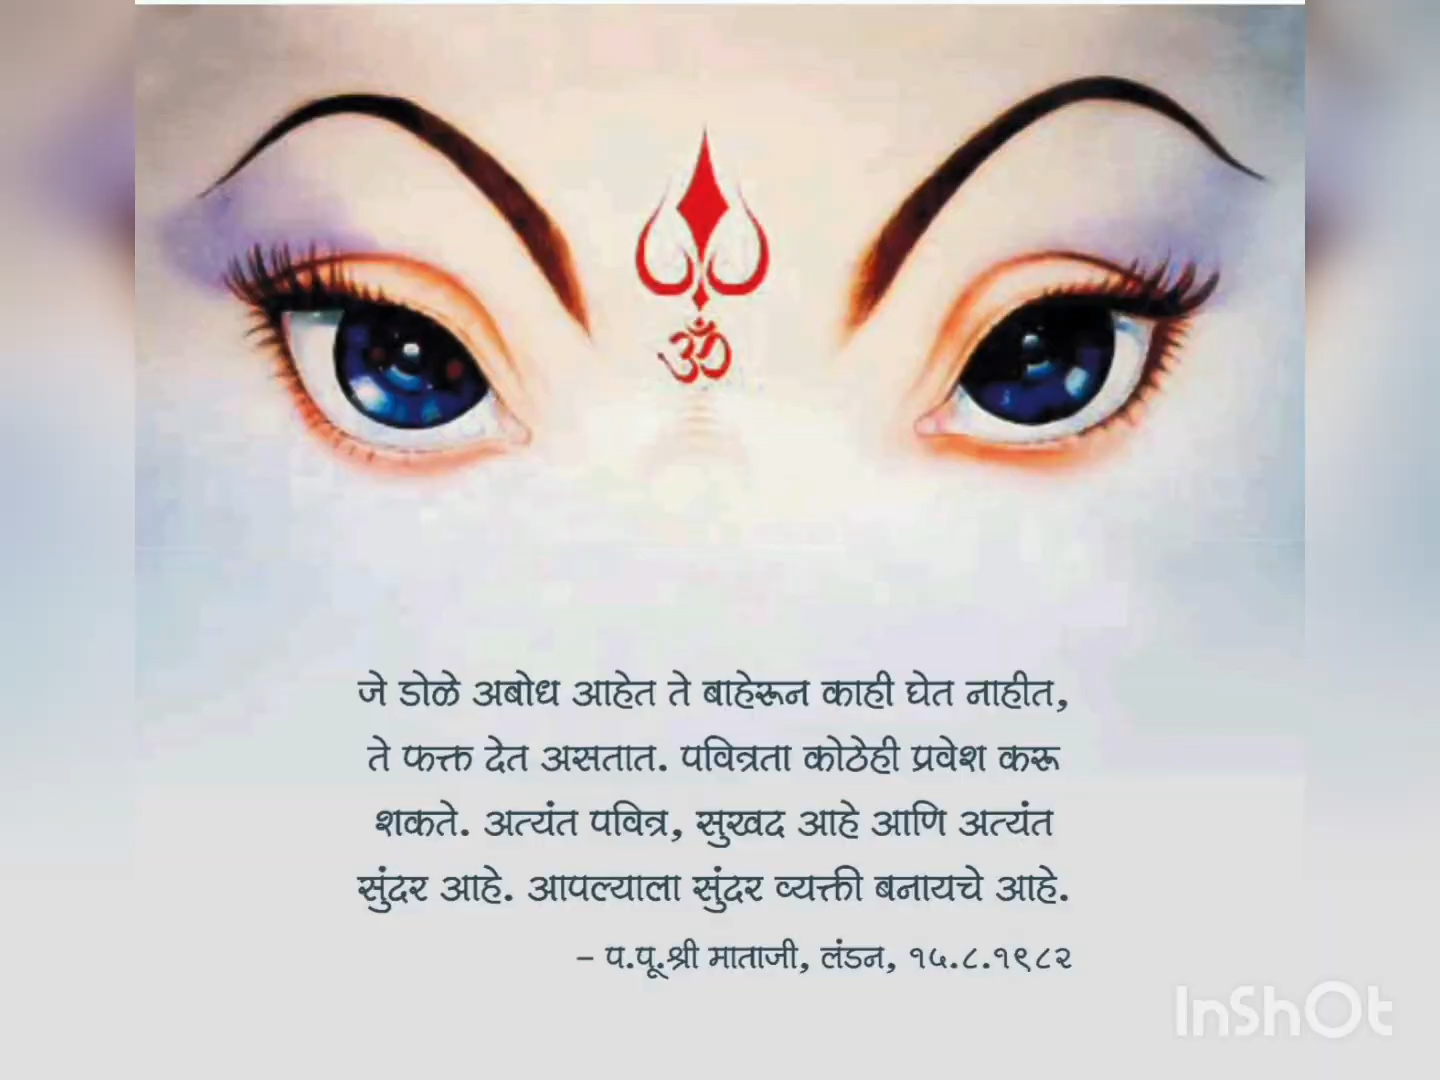 ॐ
जे डोळे अबोध आहेत ते बाहेरून काही घेत नाहीत,
ते फक्त देत असतात. पवित्रता कोठेही प्रवेश करू
शकते. अत्यंत पवित्र, सुखद आहे आणि अत्यंत
सुंदर आहे. आपल्याला सुंदर व्यक्ती बनायचे आहे.
– प.पू.श्री माताजी, लंडन, १५.८.१९८२
InShOt